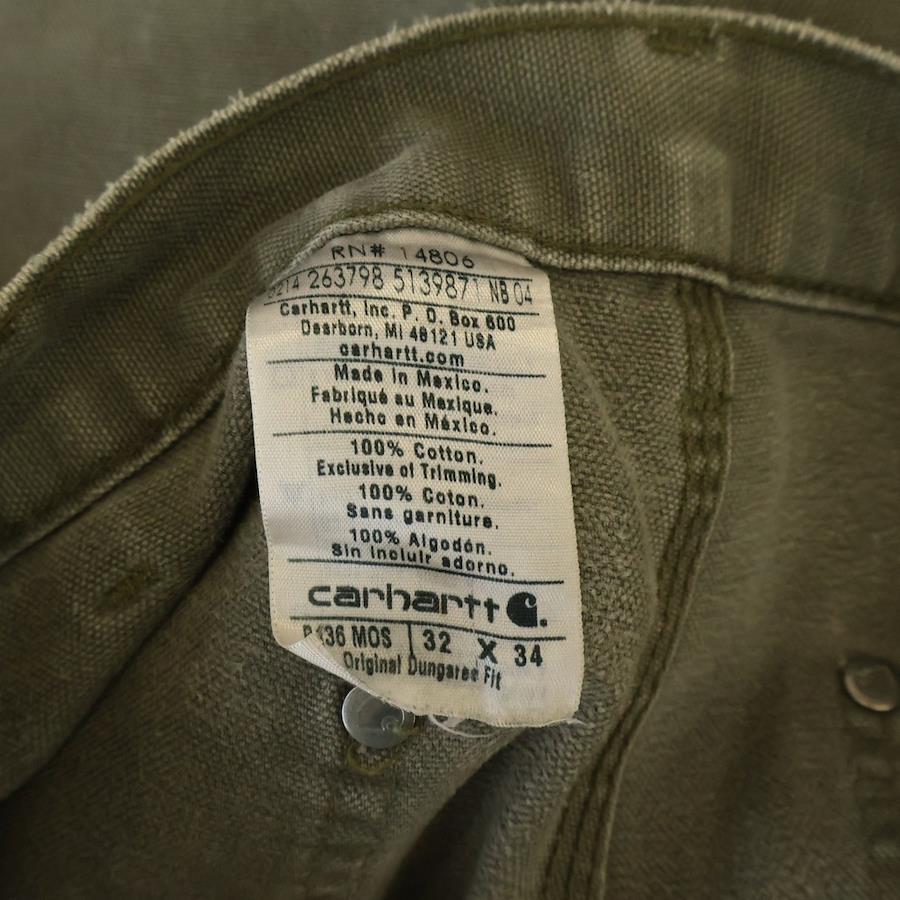 RN# 14806
263798 5139871 NB 04
Carhartt, Inc. P. O. Box 600
Dearborn, MI 48121 USA
carhartt.com
Made in Mexico.
Fabriqué au Mexique.
Hecho en México.
100% Cotton.
Exclusive of Trimming.
100% Coton.
Sans garniture.
100% Algodón.
Sin incluir adorno.
carhartt
MOS 32 X 34
Original Dungaree Fit